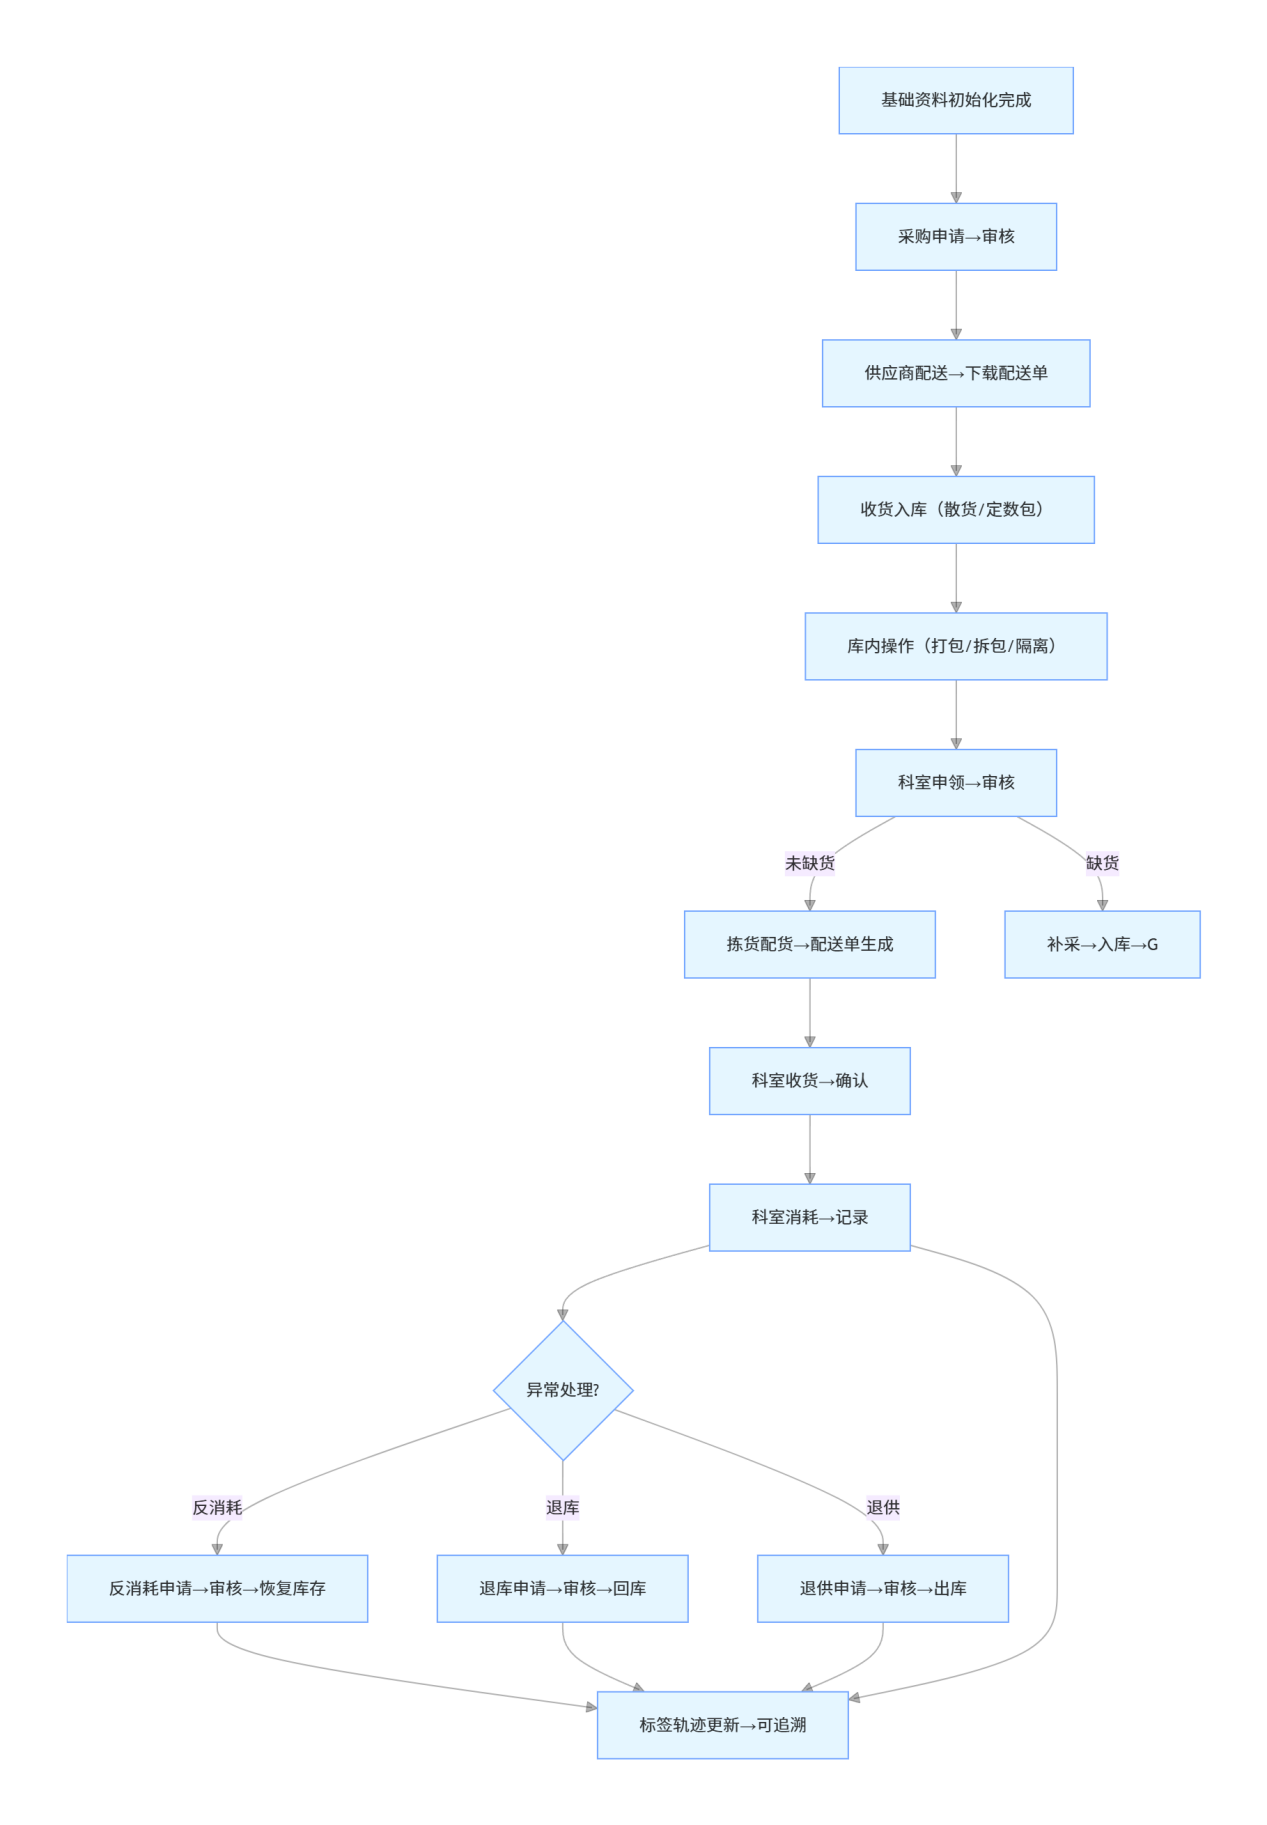 基础资料初始化完成
采购申请→审核
供应商配送→下载配送单
收货入库（散货/定数包）
库内操作（打包/拆包/隔离）
科室申领→审核
未缺货
缺货
拣货配货→配送单生成
补采→入库→G
科室收货→确认
科室消耗→记录
异常处理?
反消耗
退库
退供
反消耗申请→审核→恢复库存
退库申请→审核→回库
退供申请→审核→出库
标签轨迹更新→可追溯